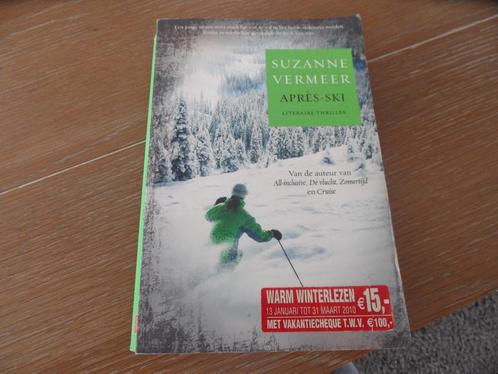 SUZANNE
VERMEER
APRÈS-SKI
LITERAIRE THRILLER
Van de auteur van
All-inclusive, De vlucht, Zomertijd
en Cruise
WARM WINTERLEZEN
13 JANUARI TOT 31 MAART 2010
€15,-
MET VAKANTIECHEQUE T.W.V. €100,-